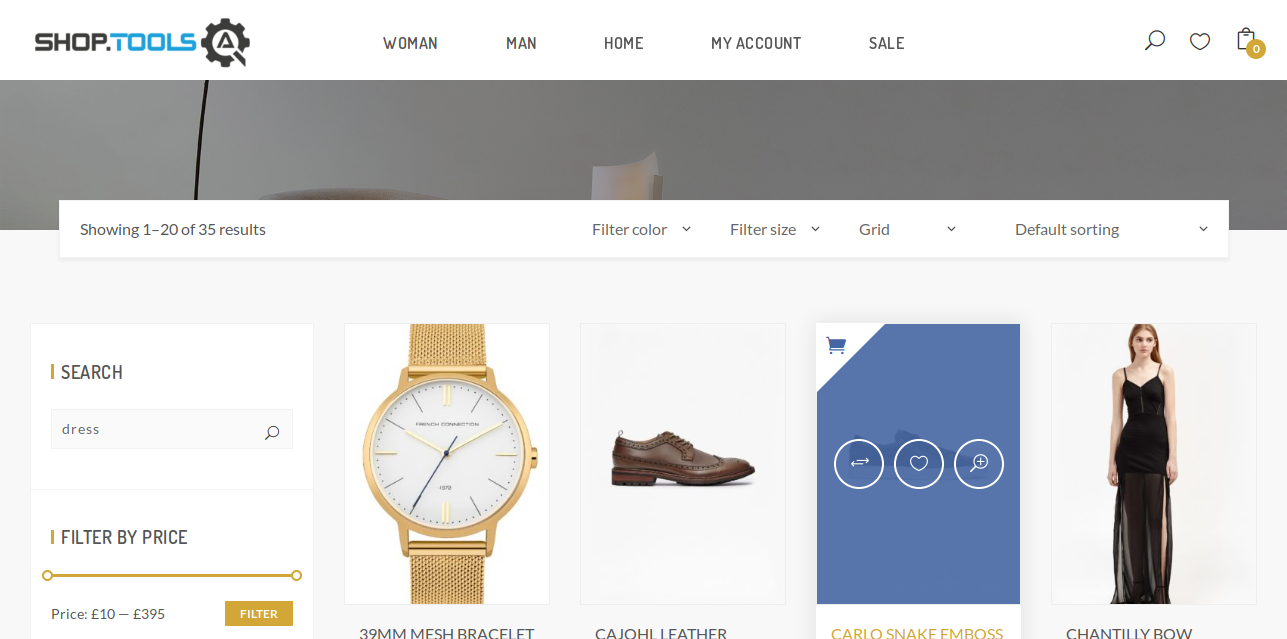 SHOP.TOOLS
WOMAN MAN HOME MY ACCOUNT SALE
0
Showing 1–20 of 35 results Filter color Filter size Grid Default sorting
SEARCH
dress
FILTER BY PRICE
Price: £10 — £395 FILTER
FRENCH CONNECTION
1972
39MM MESH BRACELET CAJOHL LEATHER CARLO SNAKE EMBOSS CHANTILLY BOW